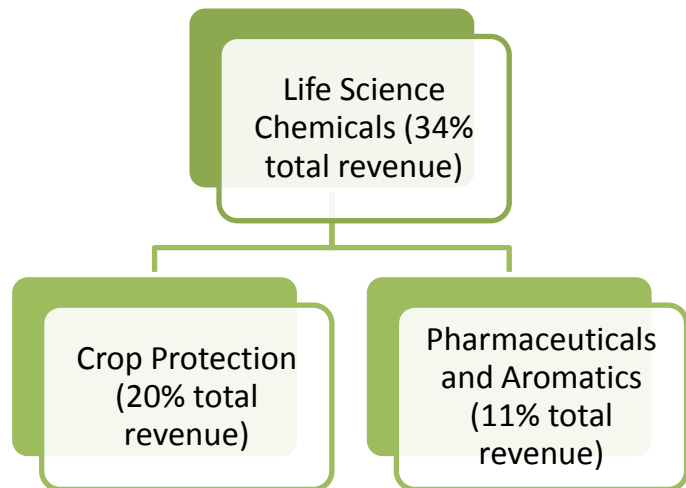 Life Science
Chemicals (34%
total revenue)
Crop Protection
(20% total
revenue)
Pharmaceuticals
and Aromatics
(11% total
revenue)